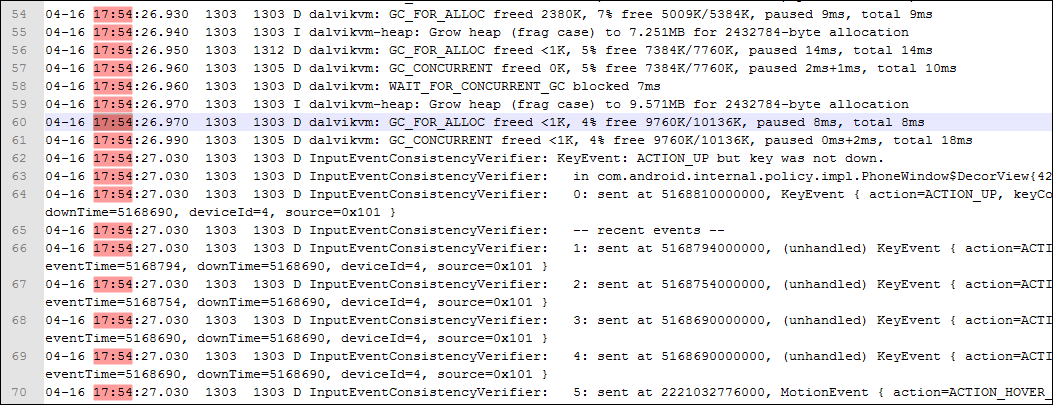 54 04-16 17:54:26.930 1303 1303 D dalvikvm: GC_FOR_ALLOC freed 2380K, 7% free 5009K/5384K, paused 9ms, total 9ms
55 04-16 17:54:26.940 1303 1303 I dalvikvm-heap: Grow heap (frag case) to 7.251MB for 2432784-byte allocation
56 04-16 17:54:26.950 1303 1312 D dalvikvm: GC_FOR_ALLOC freed <1K, 5% free 7384K/7760K, paused 14ms, total 14ms
57 04-16 17:54:26.960 1303 1305 D dalvikvm: GC_CONCURRENT freed 0K, 5% free 7384K/7760K, paused 2ms+1ms, total 10ms
58 04-16 17:54:26.960 1303 1303 D dalvikvm: WAIT_FOR_CONCURRENT_GC blocked 7ms
59 04-16 17:54:26.970 1303 1303 I dalvikvm-heap: Grow heap (frag case) to 9.571MB for 2432784-byte allocation
60 04-16 17:54:26.970 1303 1303 D dalvikvm: GC_FOR_ALLOC freed <1K, 4% free 9760K/10136K, paused 8ms, total 8ms
61 04-16 17:54:26.990 1303 1305 D dalvikvm: GC_CONCURRENT freed <1K, 4% free 9760K/10136K, paused 0ms+2ms, total 18ms
62 04-16 17:54:27.030 1303 1303 D InputEventConsistencyVerifier: KeyEvent: ACTION_UP but key was not down.
63 04-16 17:54:27.030 1303 1303 D InputEventConsistencyVerifier: in com.android.internal.policy.impl.PhoneWindow$DecorView{42
64 04-16 17:54:27.030 1303 1303 D InputEventConsistencyVerifier: 0: sent at 5168810000000, KeyEvent { action=ACTION_UP, keyCo
downTime=5168690, deviceId=4, source=0x101 }
65 04-16 17:54:27.030 1303 1303 D InputEventConsistencyVerifier: -- recent events --
66 04-16 17:54:27.030 1303 1303 D InputEventConsistencyVerifier: 1: sent at 5168794000000, (unhandled) KeyEvent { action=ACTI
eventTime=5168794, downTime=5168690, deviceId=4, source=0x101 }
67 04-16 17:54:27.030 1303 1303 D InputEventConsistencyVerifier: 2: sent at 5168754000000, (unhandled) KeyEvent { action=ACTI
eventTime=5168754, downTime=5168690, deviceId=4, source=0x101 }
68 04-16 17:54:27.030 1303 1303 D InputEventConsistencyVerifier: 3: sent at 5168690000000, (unhandled) KeyEvent { action=ACTI
eventTime=5168690, downTime=5168690, deviceId=4, source=0x101 }
69 04-16 17:54:27.030 1303 1303 D InputEventConsistencyVerifier: 4: sent at 5168690000000, (unhandled) KeyEvent { action=ACTI
eventTime=5168690, downTime=5168690, deviceId=4, source=0x101 }
70 04-16 17:54:27.030 1303 1303 D InputEventConsistencyVerifier: 5: sent at 2221032776000, MotionEvent { action=ACTION_HOVER_